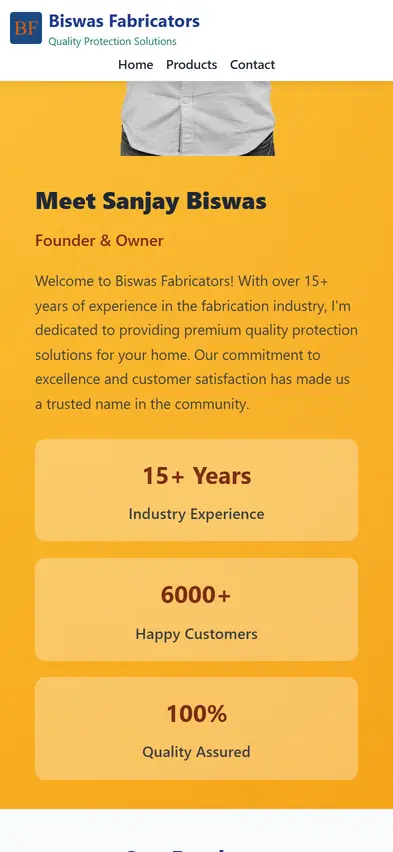 BF
Biswas Fabricators
Quality Protection Solutions
Home Products Contact
Meet Sanjay Biswas
Founder & Owner
Welcome to Biswas Fabricators! With over 15+
years of experience in the fabrication industry, I'm
dedicated to providing premium quality protection
solutions for your home. Our commitment to
excellence and customer satisfaction has made us
a trusted name in the community.
15+ Years
Industry Experience
6000+
Happy Customers
100%
Quality Assured